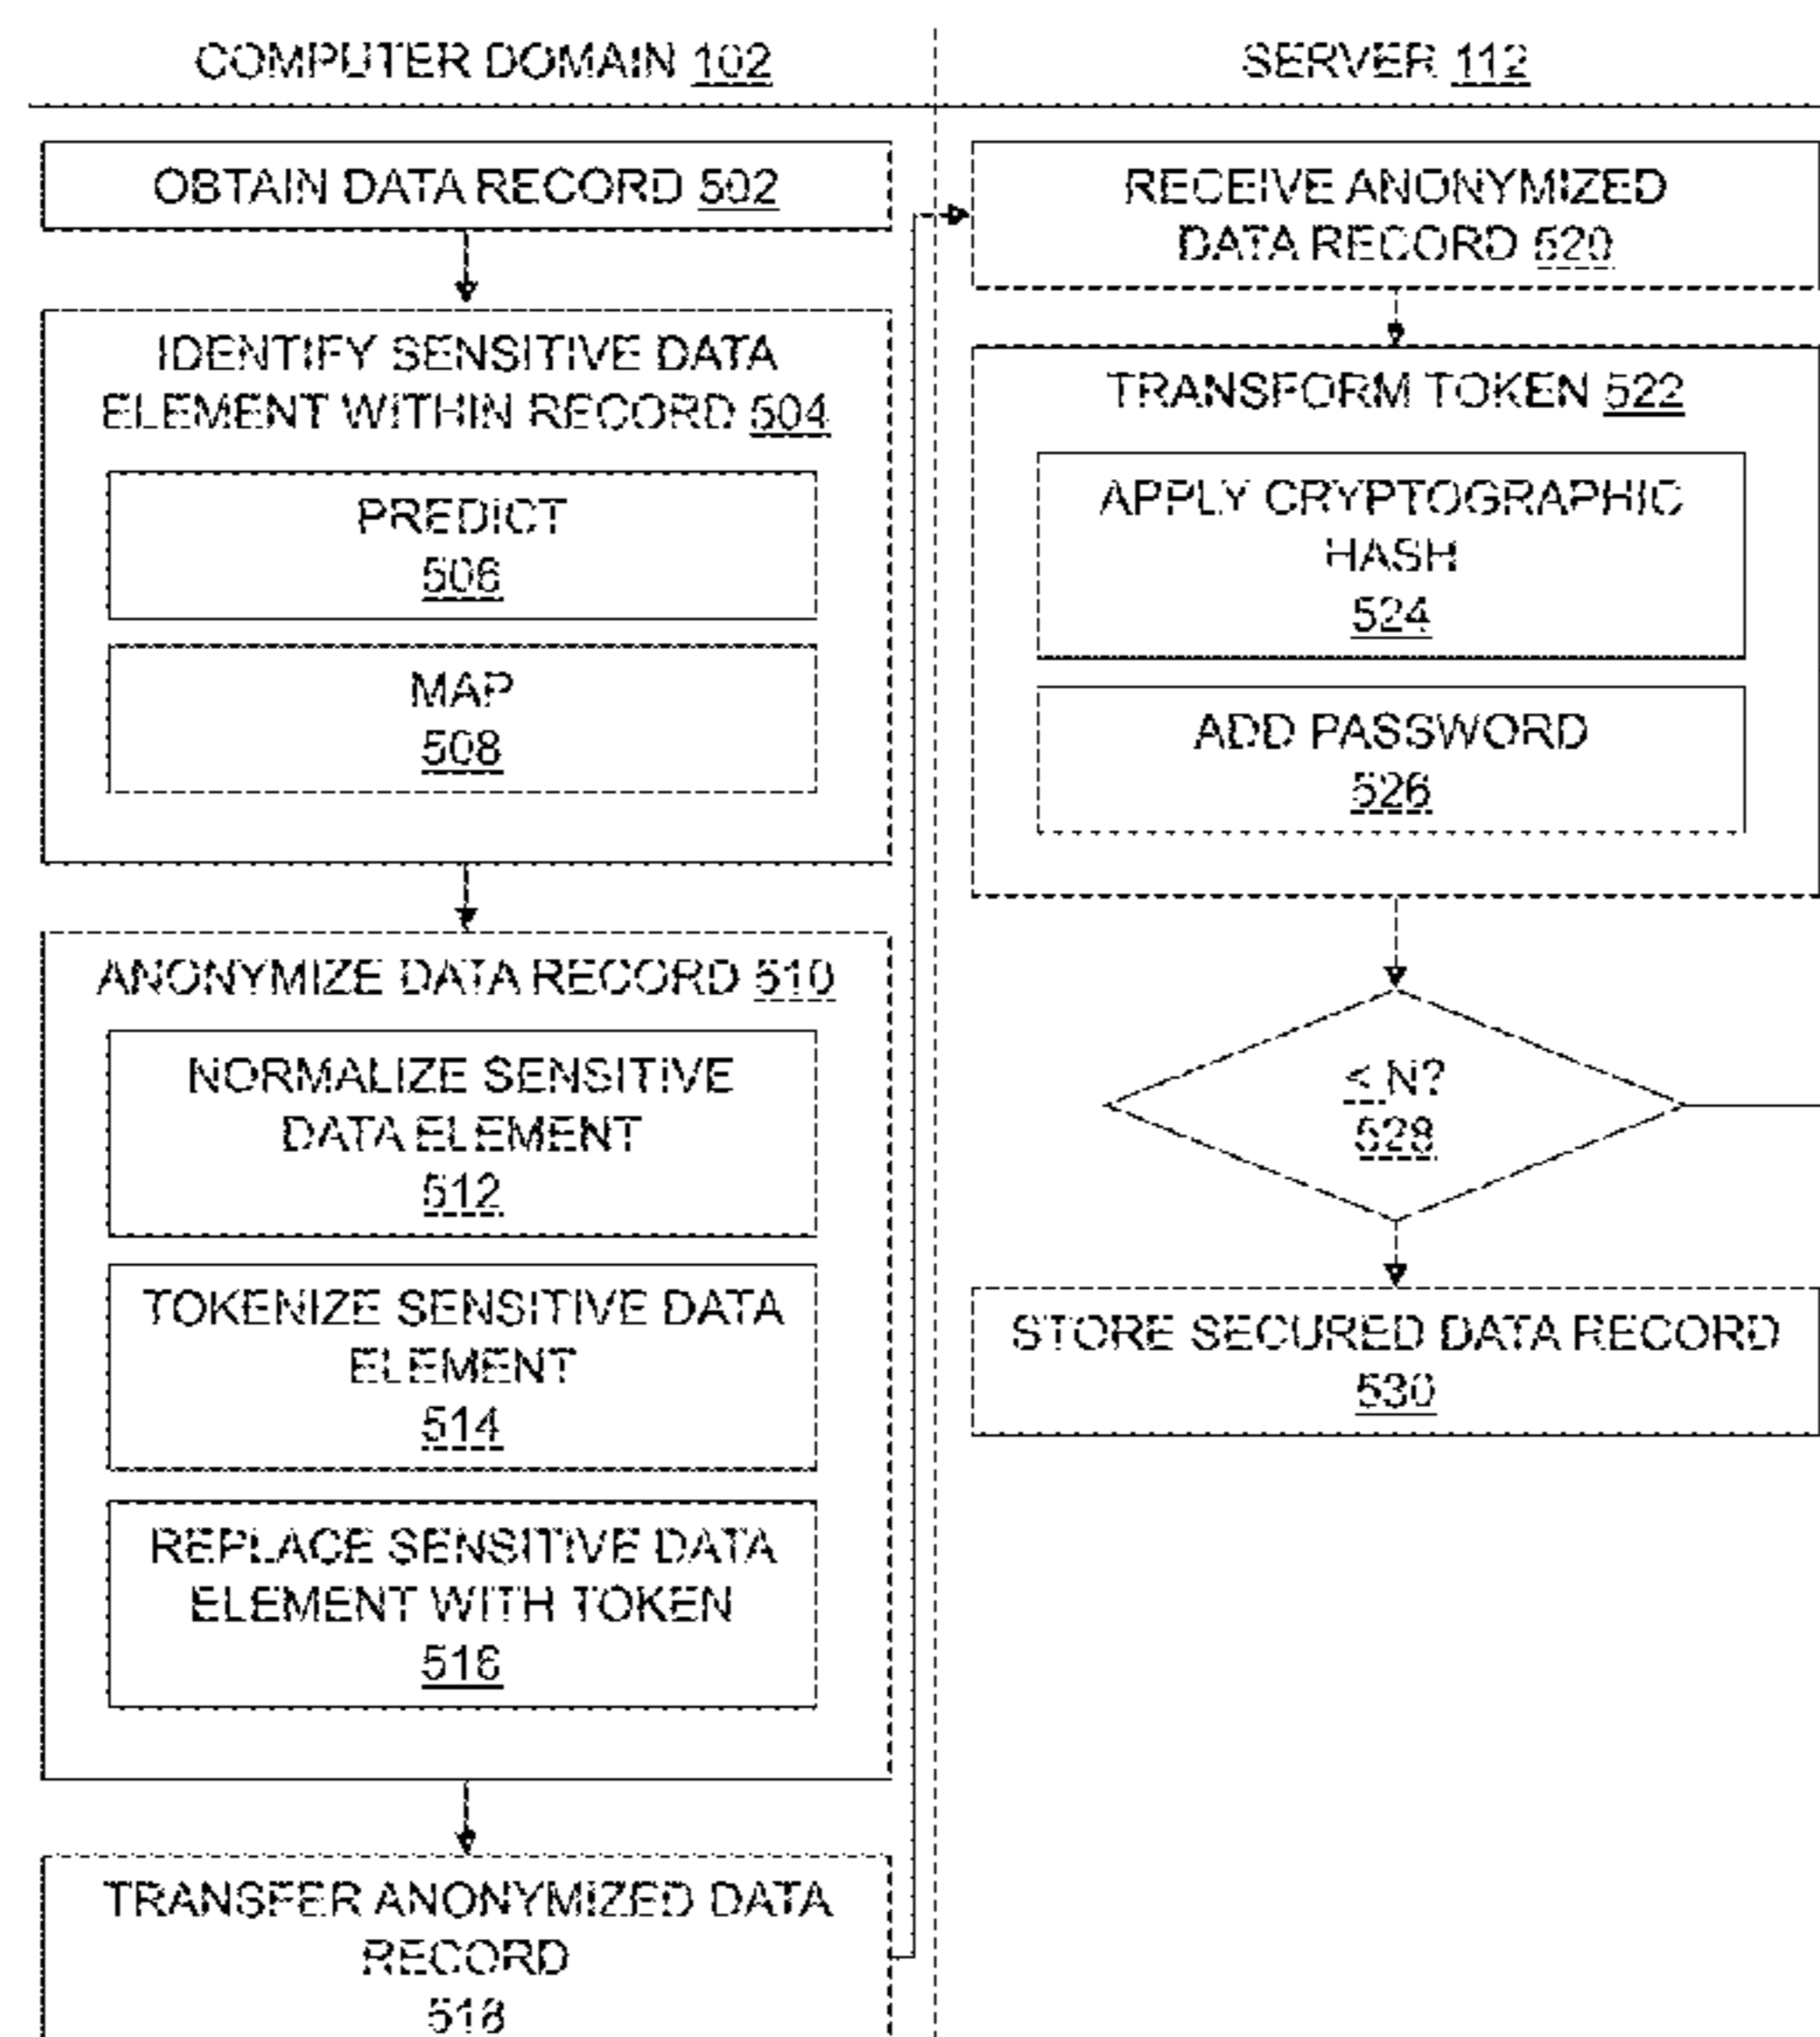 COMPUTER DOMAIN 102
OBTAIN DATA RECORD 502
IDENTIFY SENSITIVE DATA
ELEMENT WITHIN RECORD 504
PREDICT
506
MAP
508
ANONYMIZE DATA RECORD 510
NORMALIZE SENSITIVE
DATA ELEMENT
512
TOKENIZE SENSITIVE DATA
ELEMENT
514
REPLACE SENSITIVE DATA
ELEMENT WITH TOKEN
516
TRANSFER ANONYMIZED DATA
RECORD
518
SERVER 112
RECEIVE ANONYMIZED
DATA RECORD 520
TRANSFORM TOKEN 522
APPLY CRYPTOGRAPHIC
HASH
524
ADD PASSWORD
526
< N?
528
STORE SECURED DATA RECORD
530